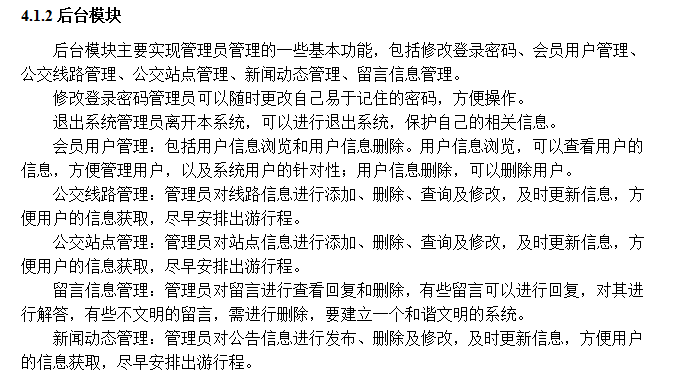 4.1.2 后台模块
后台模块主要实现管理员管理的一些基本功能，包括修改登录密码、会员用户管理、
公交线路管理、公交站点管理、新闻动态管理、留言信息管理。
修改登录密码管理员可以随时更改自己易于记住的密码，方便操作。
退出系统管理员离开本系统，可以进行退出系统，保护自己的相关信息。
会员用户管理：包括用户信息浏览和用户信息删除。用户信息浏览，可以查看用户的
信息，方便管理用户，以及系统用户的针对性；用户信息删除，可以删除用户。
公交线路管理：管理员对线路信息进行添加、删除、查询及修改，及时更新信息，方
便用户的信息获取，尽早安排出游行程。
公交站点管理：管理员对站点信息进行添加、删除、查询及修改，及时更新信息，方
便用户的信息获取，尽早安排出游行程。
留言信息管理：管理员对留言进行查看回复和删除，有些留言可以进行回复，对其进
行解答，有些不文明的留言，需进行删除，要建立一个和谐文明的系统。
新闻动态管理：管理员对公告信息进行发布、删除及修改，及时更新信息，方便用户
的信息获取，尽早安排出游行程。